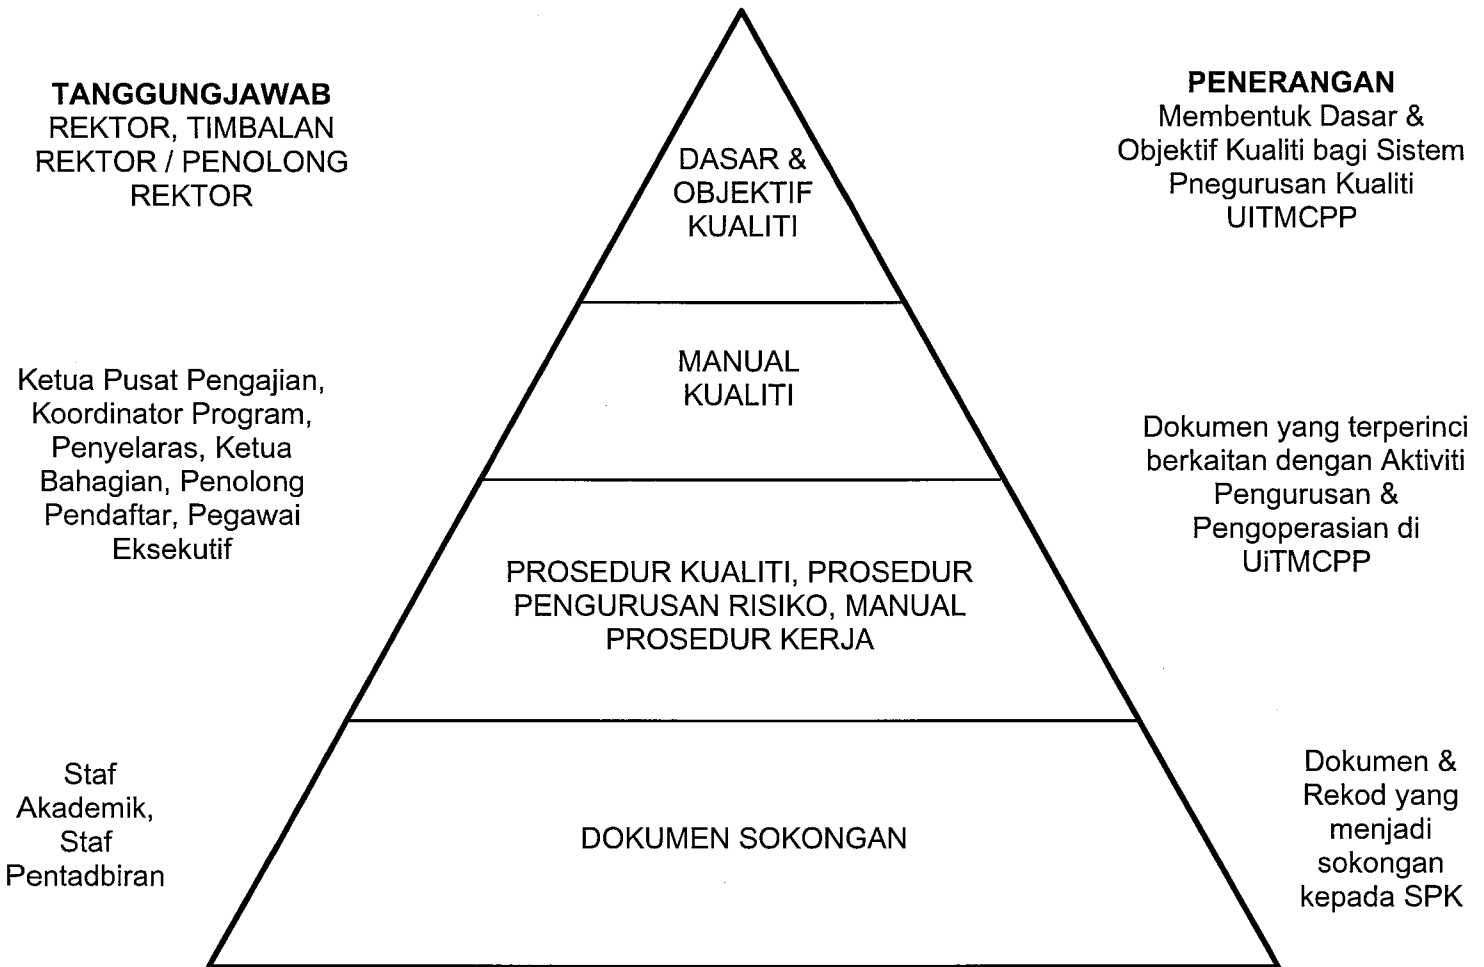 TANGGUNGJAWAB
REKTOR, TIMBALAN
REKTOR / PENOLONG
REKTOR
DASAR &
OBJEKTIF
KUALITI
PENERANGAN
Membentuk Dasar &
Objektif Kualiti bagi Sistem
Pnegurusan Kualiti
UITMCPP
Ketua Pusat Pengajian,
Koordinator Program,
Penyelaras, Ketua
Bahagian, Penolong
Pendaftar, Pegawai
Eksekutif
MANUAL
KUALITI
Dokumen yang terperinci
berkaitan dengan Aktiviti
Pengurusan &
Pengoperasian di
UiTMCPP
PROSEDUR KUALITI, PROSEDUR
PENGURUSAN RISIKO, MANUAL
PROSEDUR KERJA
Staf
Akademik,
Staf
Pentadbiran
DOKUMEN SOKONGAN
Dokumen &
Rekod yang
menjadi
sokongan
kepada SPK